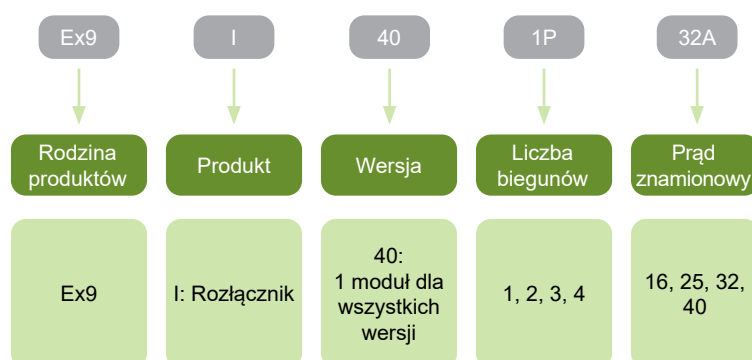 Ex9
I
40
1P
32A
Rodzina
produktów
Produkt
Wersja
Liczba
biegunów
Prąd
znamionowy
Ex9
I: Rozłącznik
40:
1 moduł dla
wszystkich
wersji
1, 2, 3, 4
16, 25, 32,
40